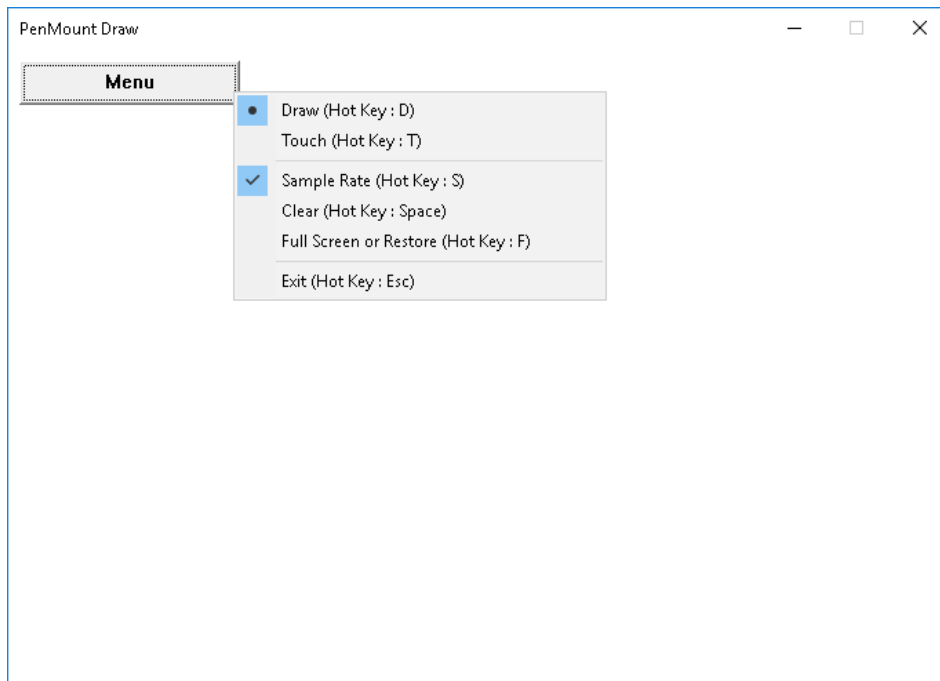 PenMount Draw
Menu
Draw (Hot Key : D)
Touch (Hot Key : T)
Sample Rate (Hot Key : S)
Clear (Hot Key : Space)
Full Screen or Restore (Hot Key : F)
Exit (Hot Key : Esc)